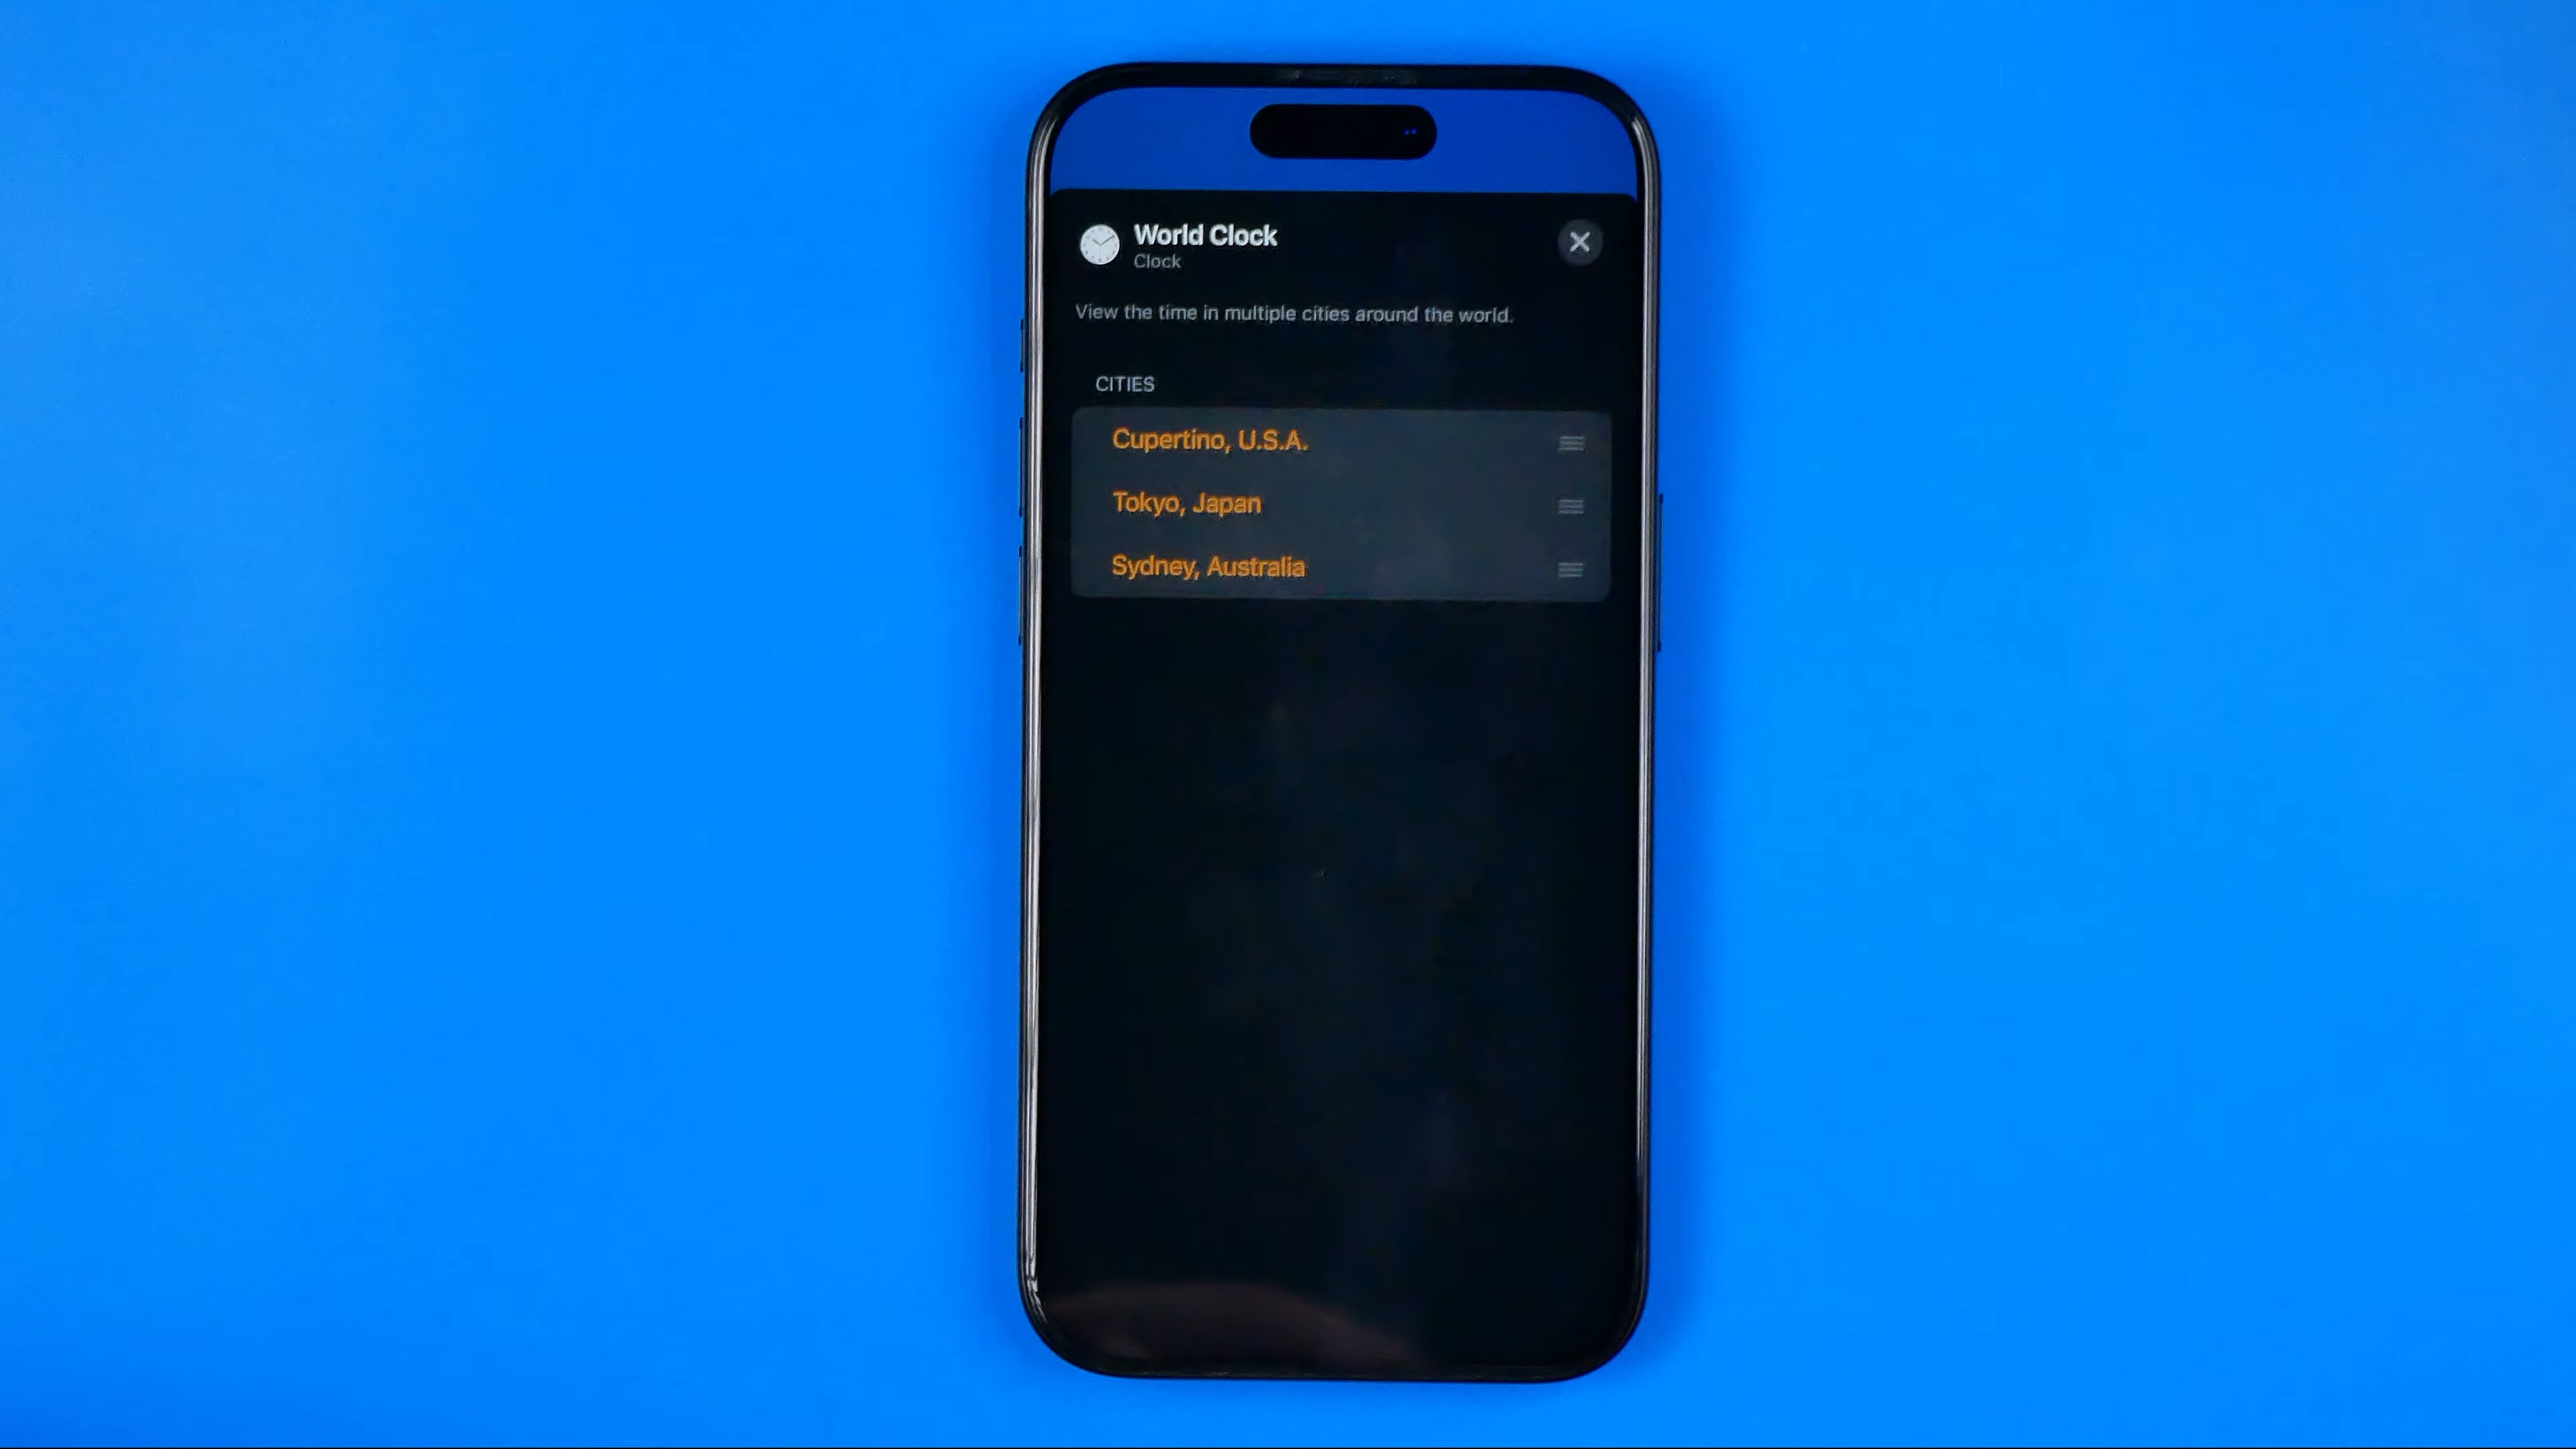 World Clock
Clock
View the time in multiple cities around the world.
CITIES
Cupertino, U.S.A.
Tokyo, Japan
Sydney, Australia